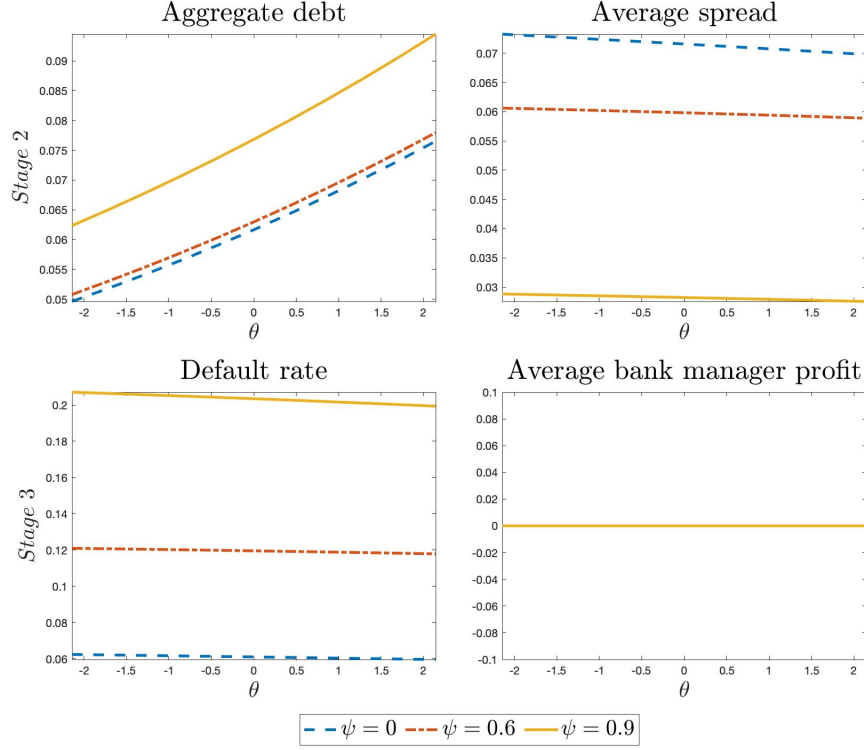 Aggregate debt
Average spread
0.09
0.085
0.08
0.075
0.07
0.065
0.06
0.055
0.05
Stage 2
-2 -1.5 -1 -0.5 0 0.5 1 1.5 2
θ
0.07
0.065
0.06
0.055
0.05
0.045
0.04
0.035
0.03
-2 -1.5 -1 -0.5 0 0.5 1 1.5 2
θ
Default rate
Average bank manager profit
0.2
0.18
0.16
0.14
0.12
0.1
0.08
0.06
Stage 3
-2 -1.5 -1 -0.5 0 0.5 1 1.5 2
θ
0.1
0.08
0.06
0.04
0.02
0
-0.02
-0.04
-0.06
-0.08
-0.1
-2 -1.5 -1 -0.5 0 0.5 1 1.5 2
θ
ψ = 0 ψ = 0.6 ψ = 0.9